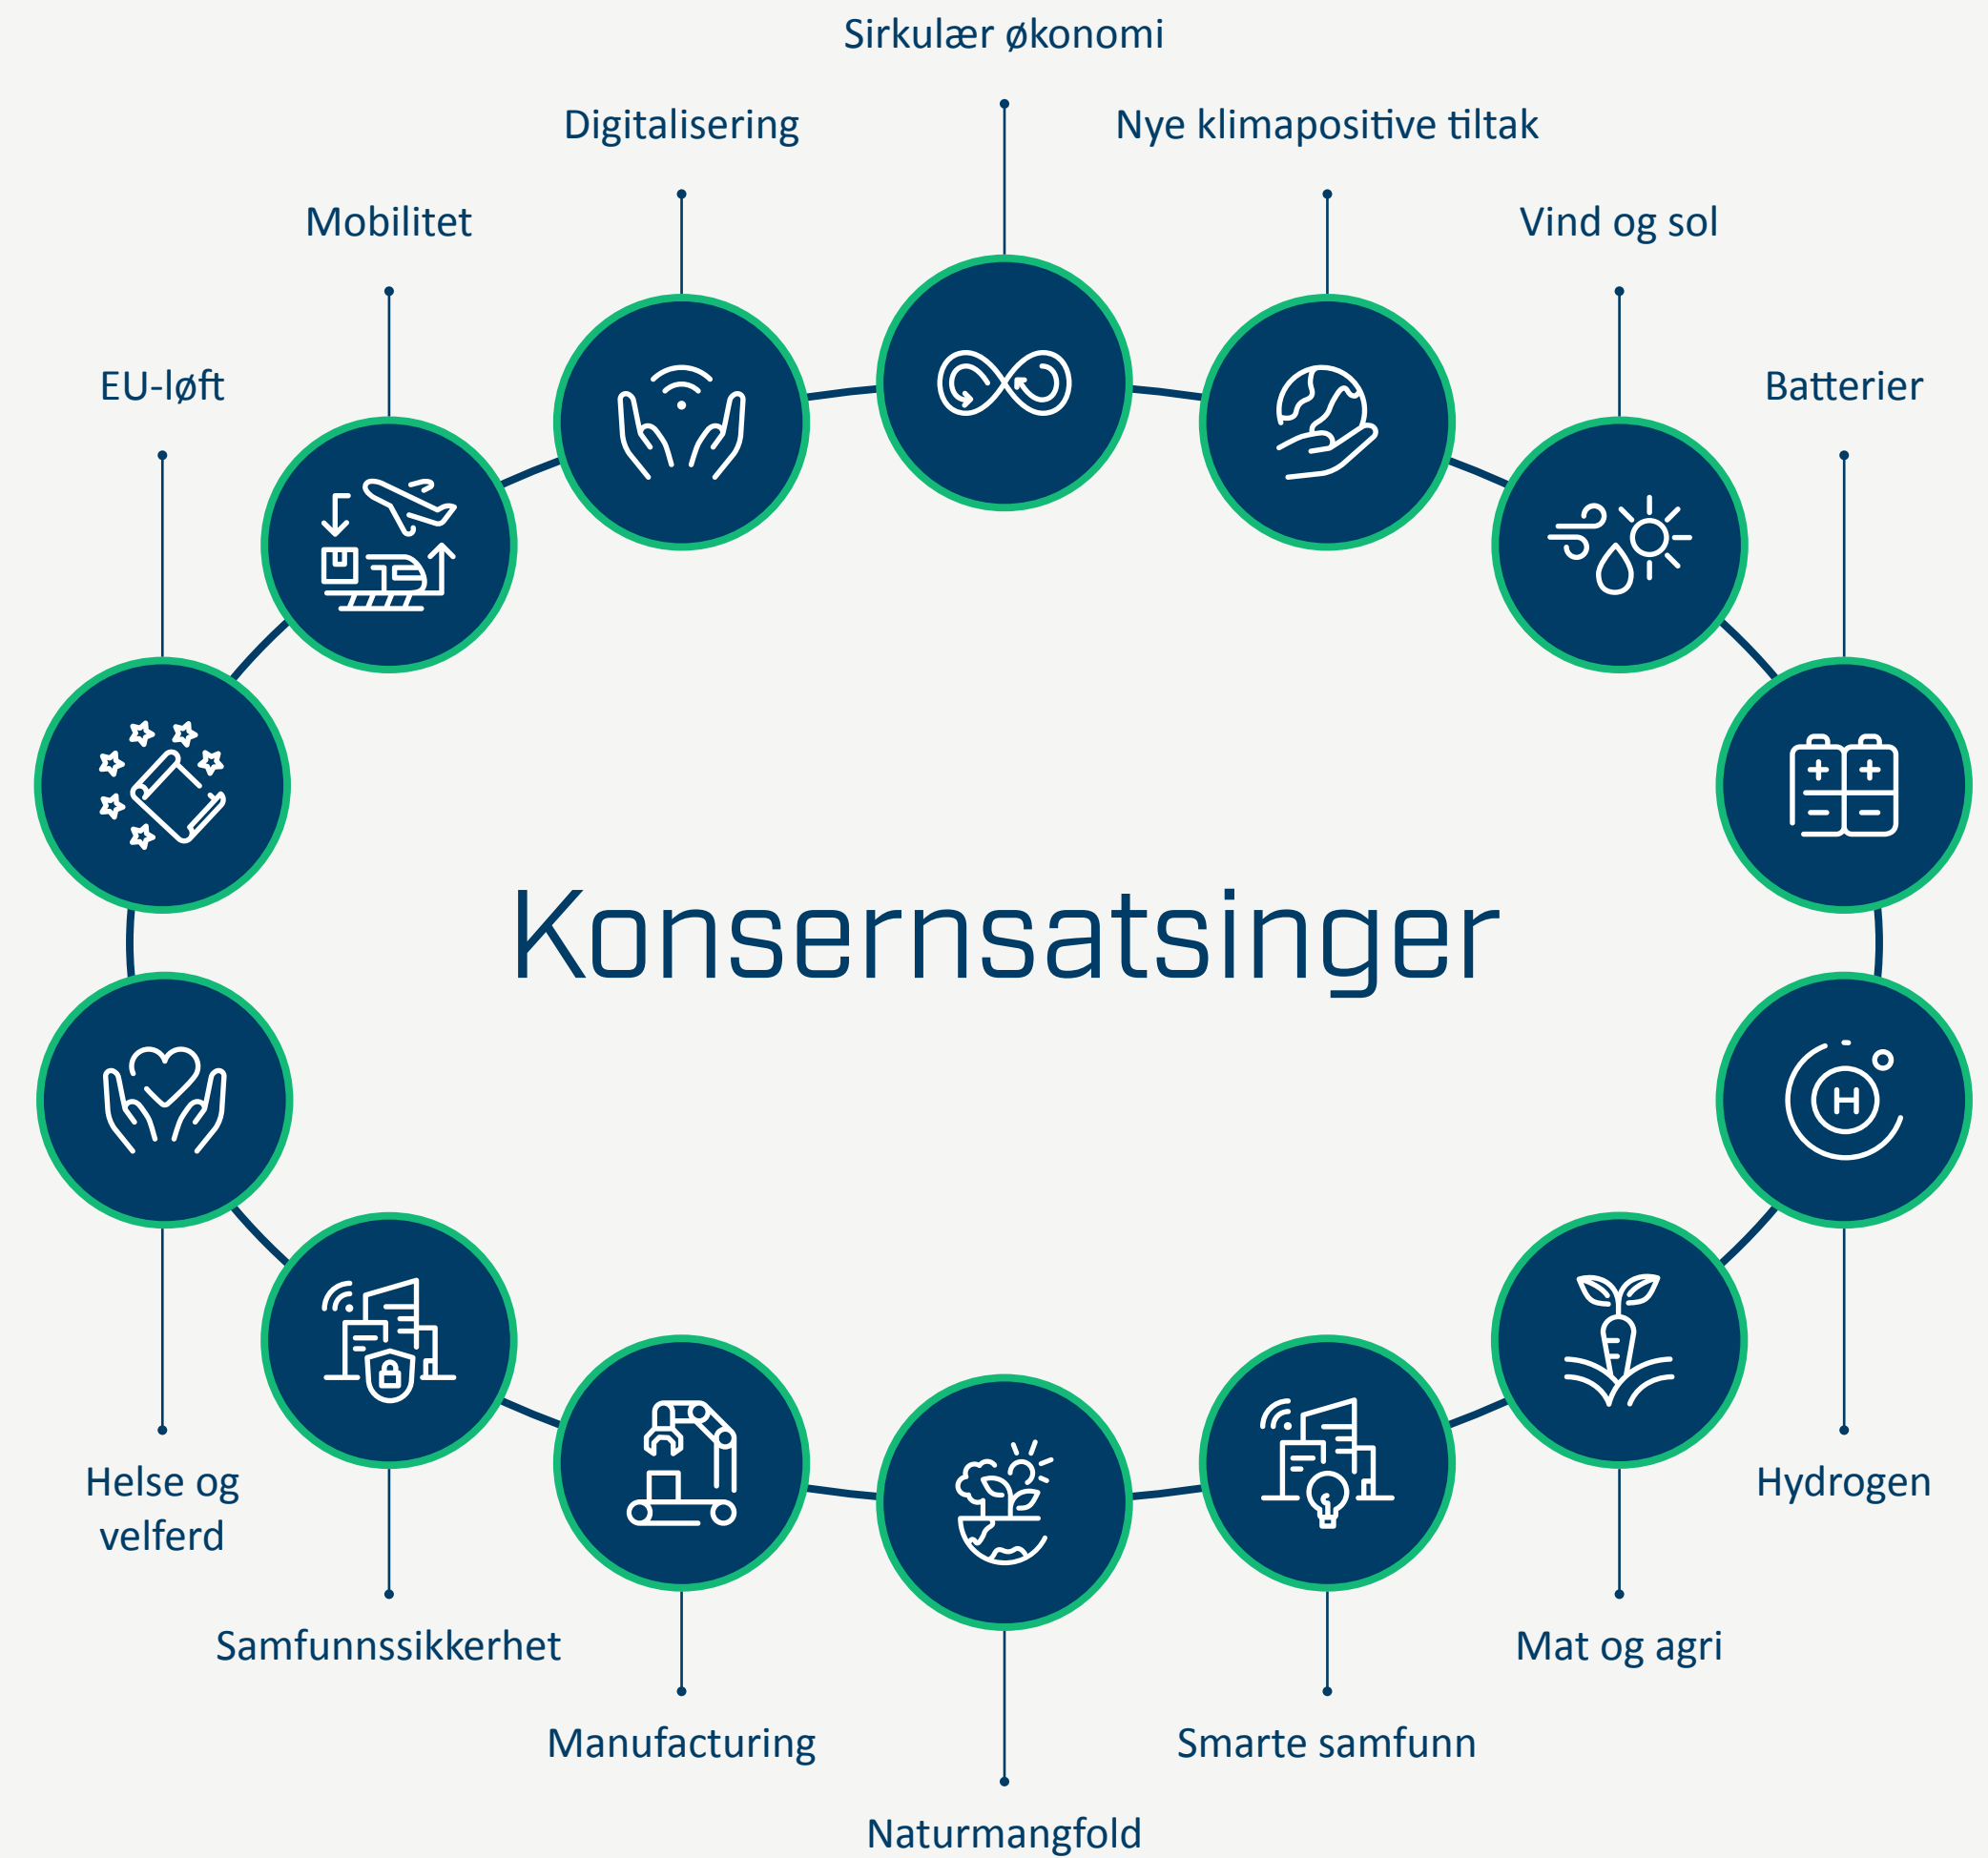 Sirkulær økonomi
Digitalisering
Nye klimapositive tiltak
Mobilitet
Vind og sol
EU-løft
Batterier
Konsernsatsinger
H
Helse og
velferd
Hydrogen
Samfunnssikkerhet
Mat og agri
Manufacturing
Smarte samfunn
Naturmangfold